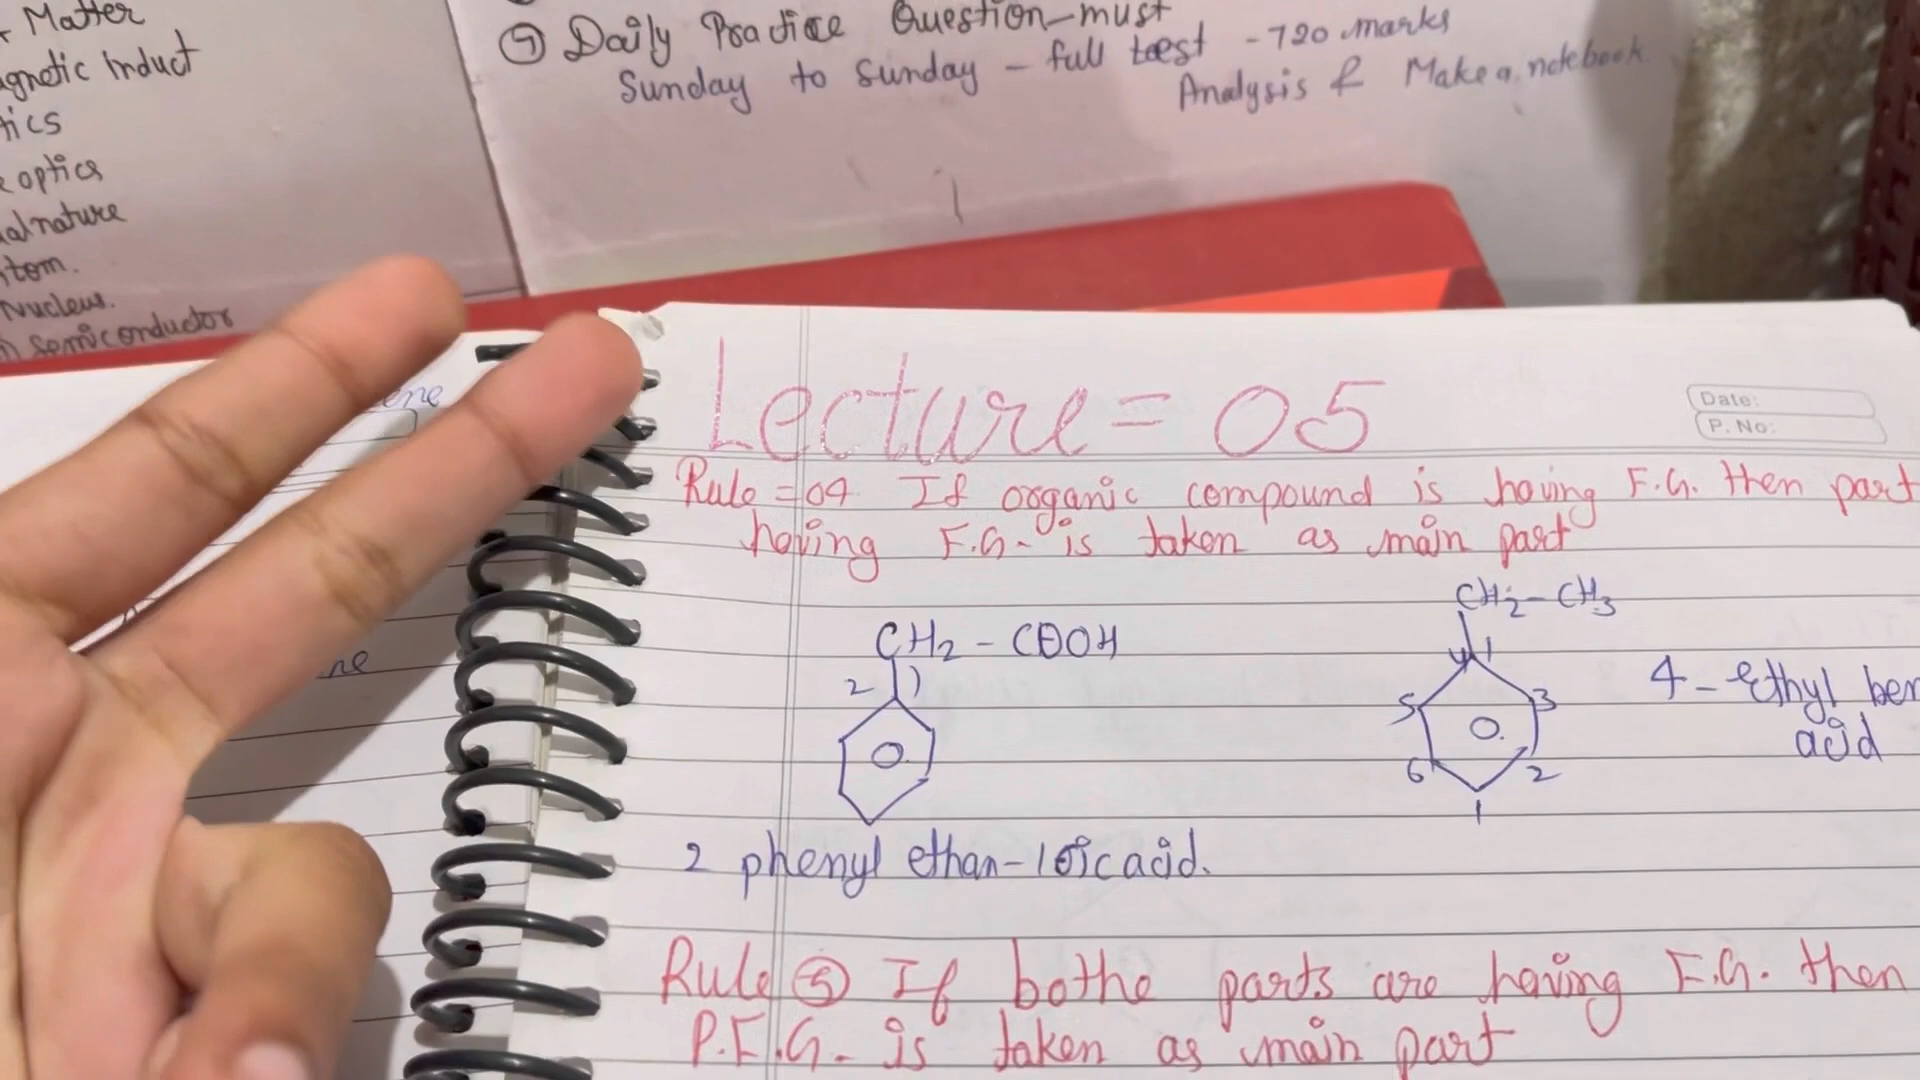 Matter
gnetic induct
tics
optics
al nature
tom.
Nucleus.
Semiconductor
⑦ Daily Practice Question-must
Sunday to Sunday - full teest - 720 marks
Analysis & Make a notebook
ene
ne
Lecture = 05
Date:
P. No:
Rule = 04 If organic compound is having F.G. then part
having F.G. is taken as main part
CH2 - COOH
2 1
2 phenyl ethan-1oic acid.
CH2 - CH3
4 1
5 3
6 2
1
4 - Ethyl ben
acid
Rule ⑤ If bothe parts are having F.G. then
P.F.G. is taken as main part